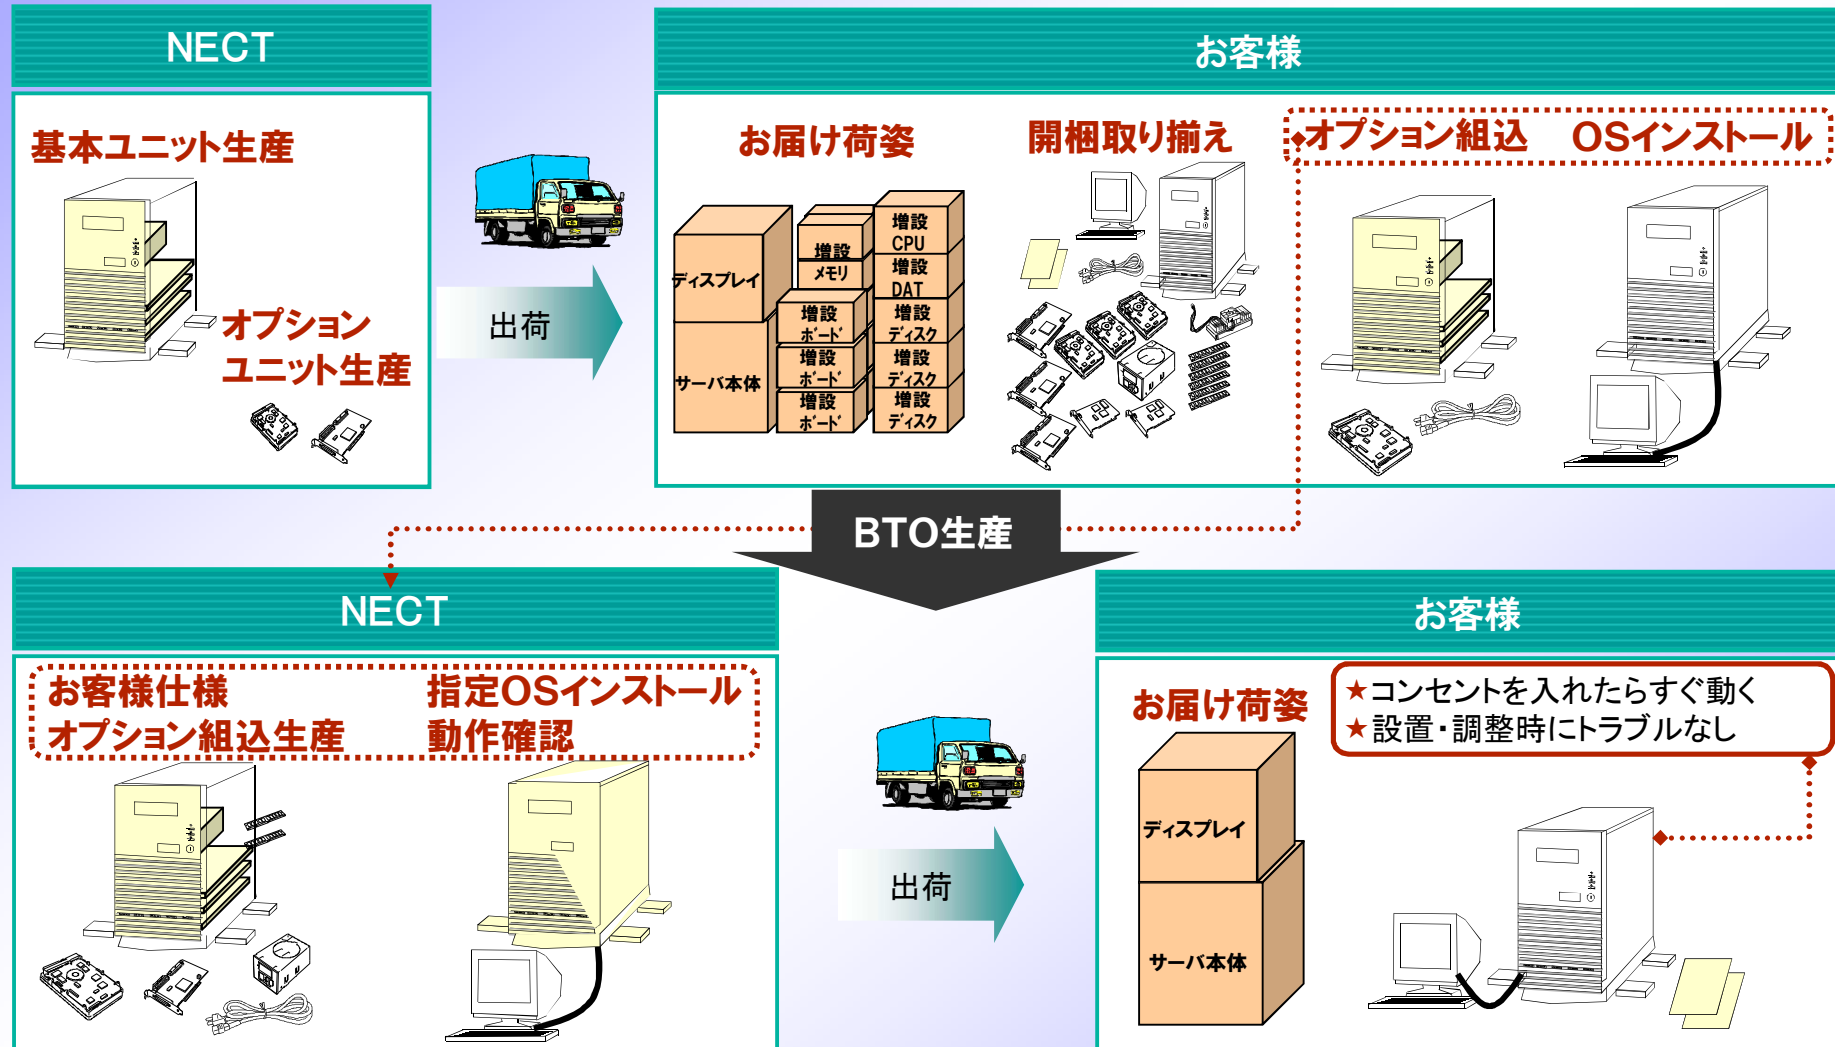 NECT
お客様
基本ユニット生産
オプション
ユニット生産
出荷
お届け荷姿
開梱取り揃え
オプション組込
OSインストール
ディスプレイ
サーバ本体
増設
メモリ
増設
ボード
増設
ボード
増設
ボード
増設
CPU
増設
DAT
増設
ディスク
増設
ディスク
増設
ディスク
BTO生産
NECT
お客様
お客様仕様
オプション組込生産
指定OSインストール
動作確認
出荷
お届け荷姿
★コンセントを入れたらすぐ動く
★設置・調整時にトラブルなし
ディスプレイ
サーバ本体